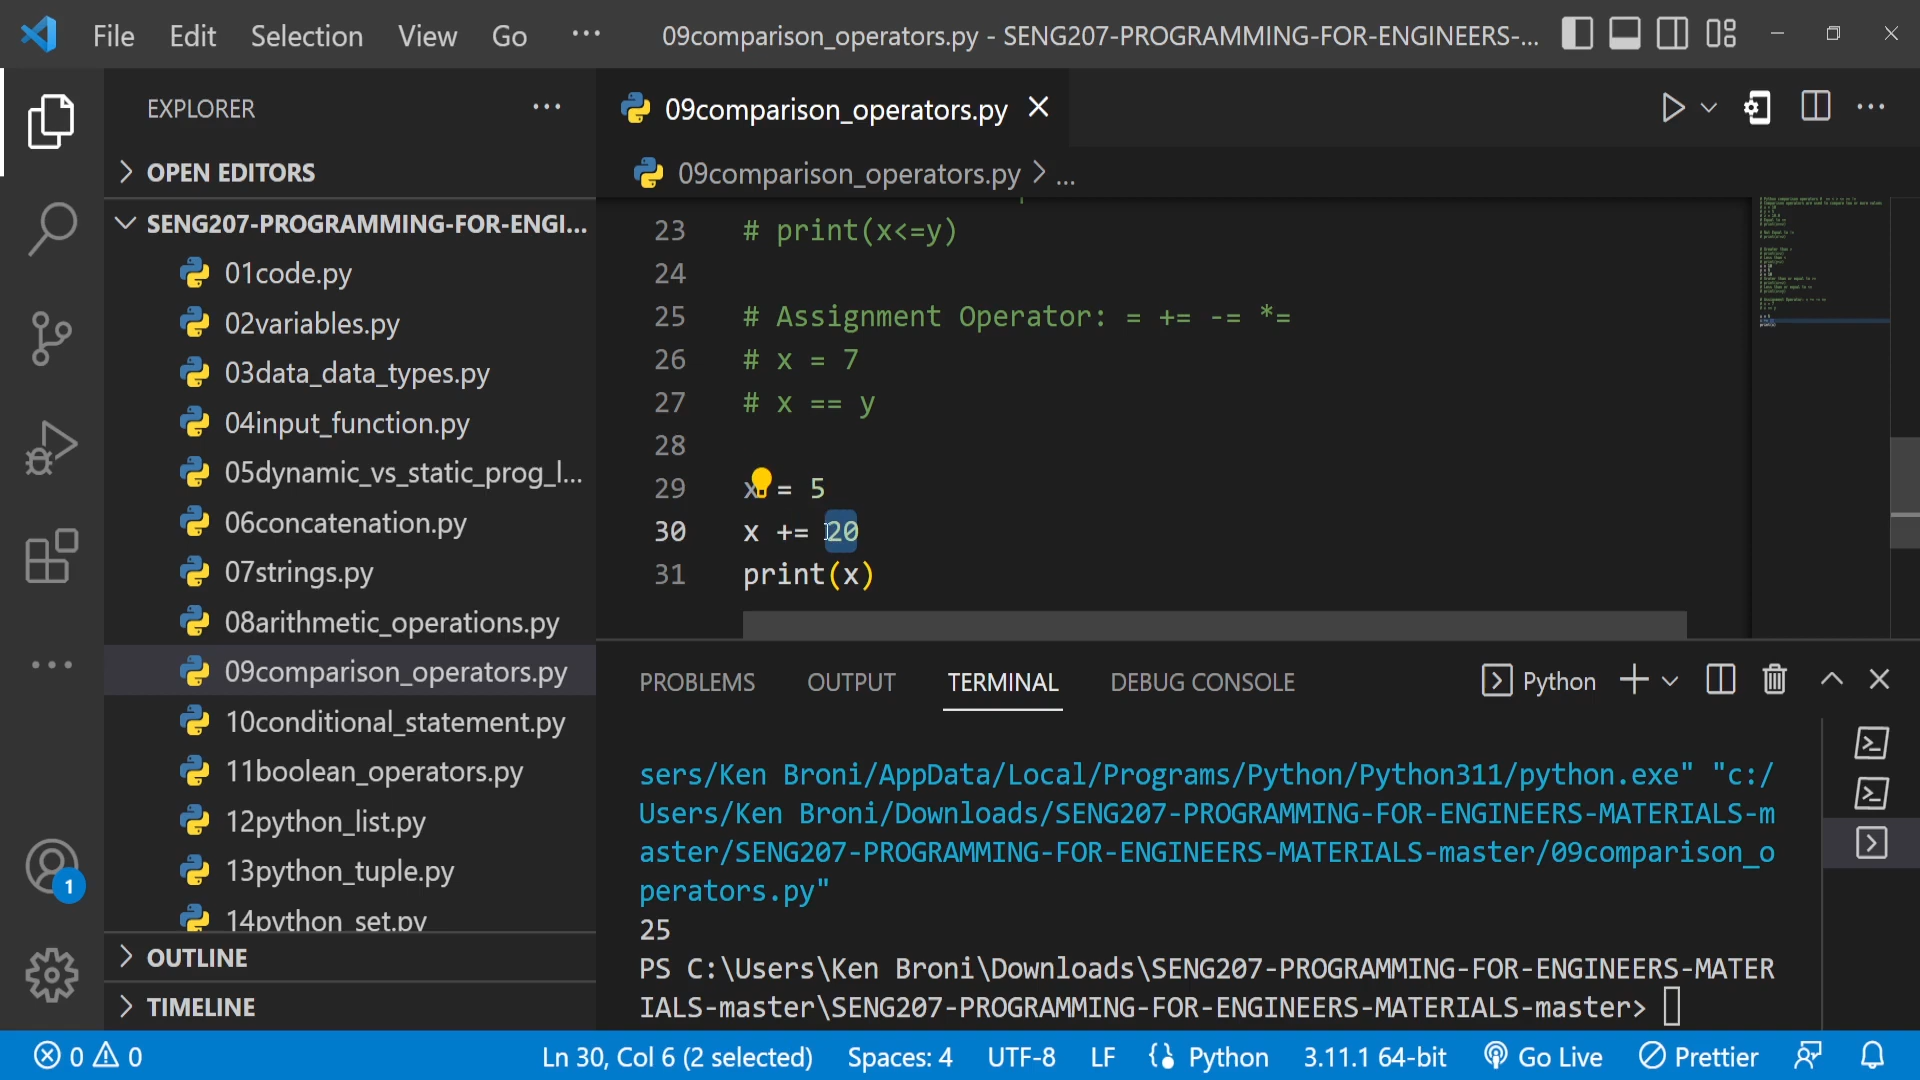 File Edit Selection View Go ··· 09comparison_operators.py - SENG207-PROGRAMMING-FOR-ENGINEERS-...
EXPLORER ···
OPEN EDITORS
SENG207-PROGRAMMING-FOR-ENGI...
01code.py
02variables.py
03data_data_types.py
04input_function.py
05dynamic_vs_static_prog_l...
06concatenation.py
07strings.py
08arithmetic_operations.py
09comparison_operators.py
10conditional_statement.py
11boolean_operators.py
12python_list.py
13python_tuple.py
14python_set.py
OUTLINE
TIMELINE
1
09comparison_operators.py
09comparison_operators.py > ...
23 # print(x<=y)
24
25 # Assignment Operator: = += -= *=
26 # x = 7
27 # x == y
28
29 x = 5
30 x += 20
31 print(x)
PROBLEMS OUTPUT TERMINAL DEBUG CONSOLE Python
sers/Ken Broni/AppData/Local/Programs/Python/Python311/python.exe" "c:/
Users/Ken Broni/Downloads/SENG207-PROGRAMMING-FOR-ENGINEERS-MATERIALS-m
aster/SENG207-PROGRAMMING-FOR-ENGINEERS-MATERIALS-master/09comparison_o
perators.py"
25
PS C:\Users\Ken Broni\Downloads\SENG207-PROGRAMMING-FOR-ENGINEERS-MATER
IALS-master\SENG207-PROGRAMMING-FOR-ENGINEERS-MATERIALS-master>
0 0 Ln 30, Col 6 (2 selected) Spaces: 4 UTF-8 LF Python 3.11.1 64-bit Go Live Prettier